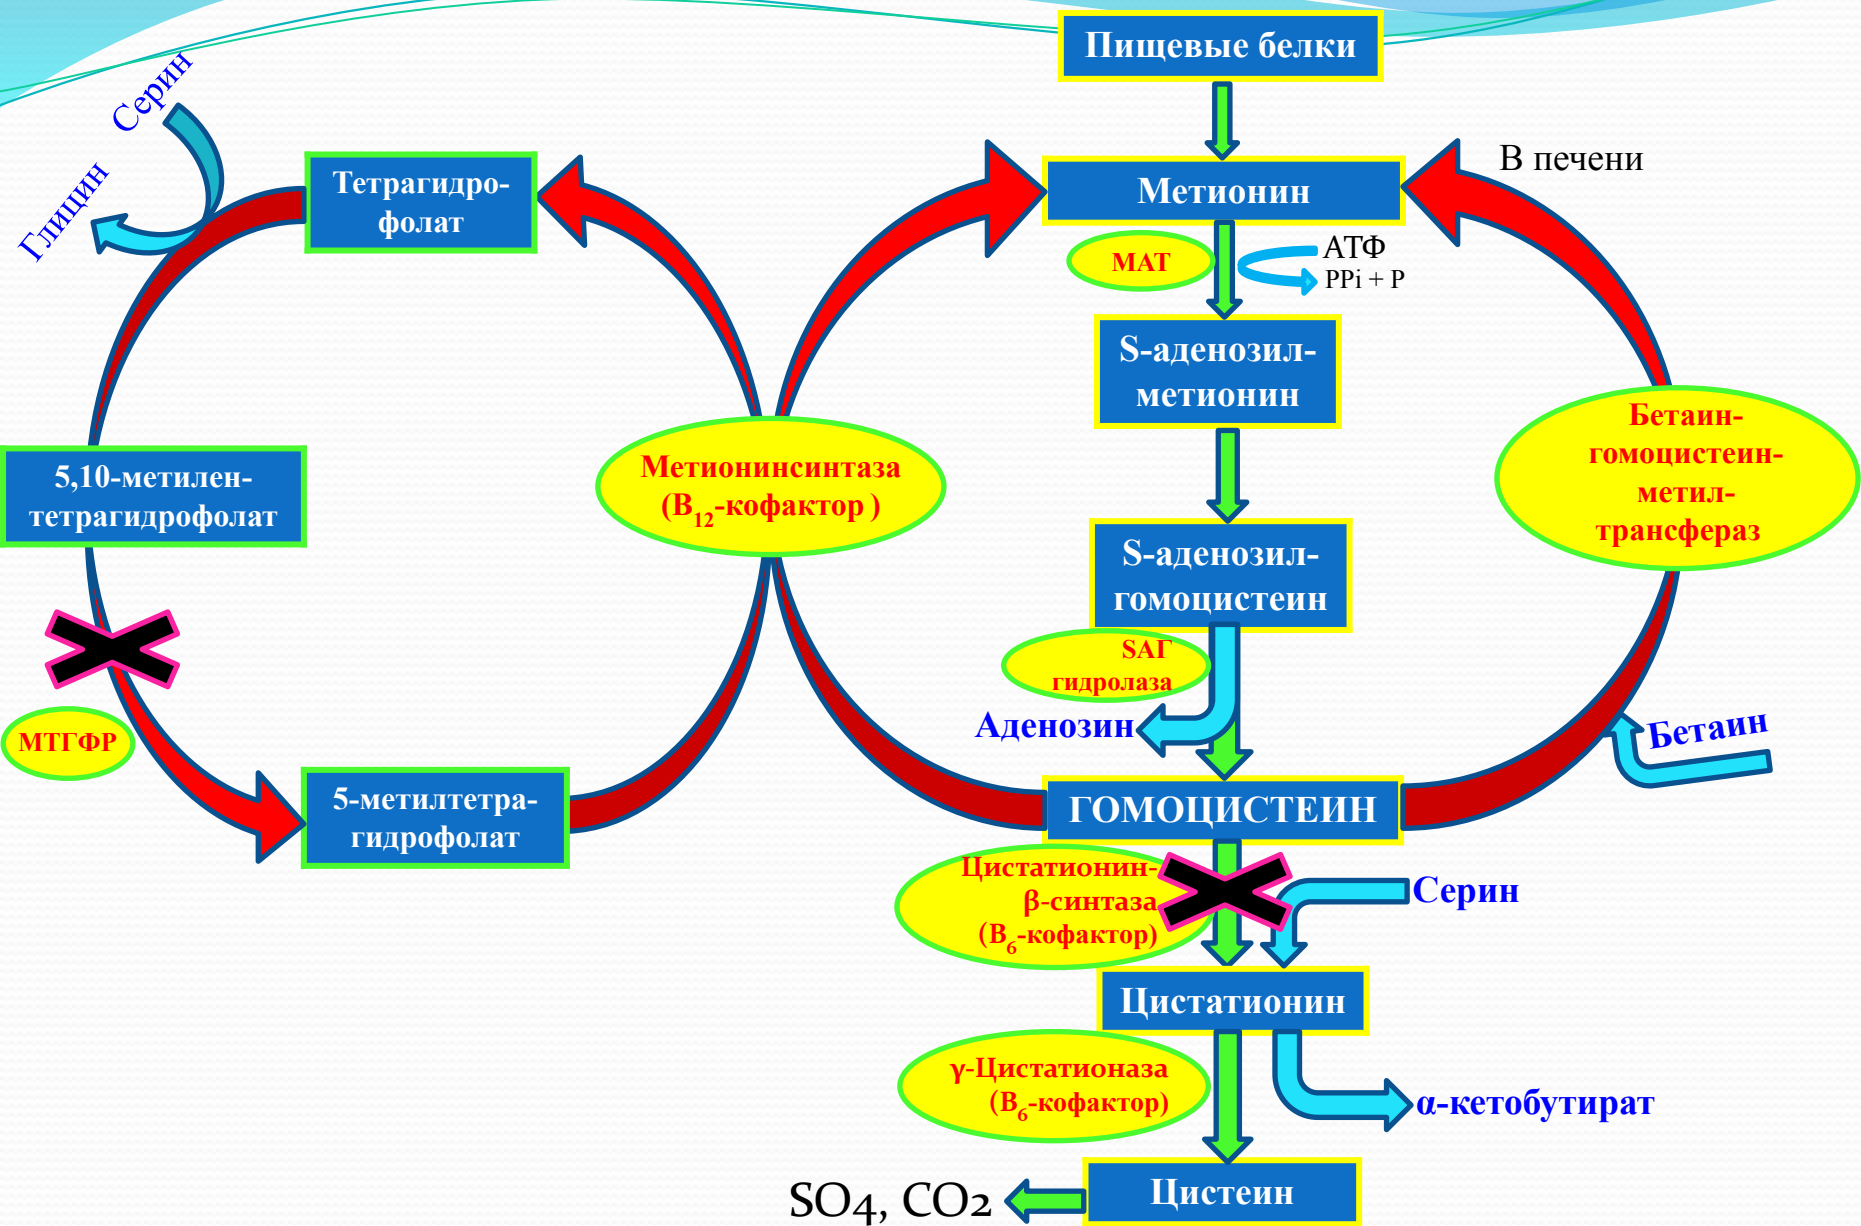 Пищевые белки
Серин
Глицин
Тетрагидро-
фолат
Метионин
В печени
МАТ
АТФ
PPi + P
S-аденозил-
метионин
5,10-метилен-
тетрагидрофолат
Метионинсинтаза
(B12-кофактор )
Бетаин-
гомоцистеин-
метил-
трансфераз
S-аденозил-
гомоцистеин
SАГ
гидролаза
Аденозин
МТГФР
Бетаин
5-метилтетра-
гидрофолат
ГОМОЦИСТЕИН
Цистатионин-
β-синтаза
(B6-кофактор)
Серин
Цистатионин
γ-Цистатионаза
(B6-кофактор)
α-кетобутират
Цистеин
SO4, CO2